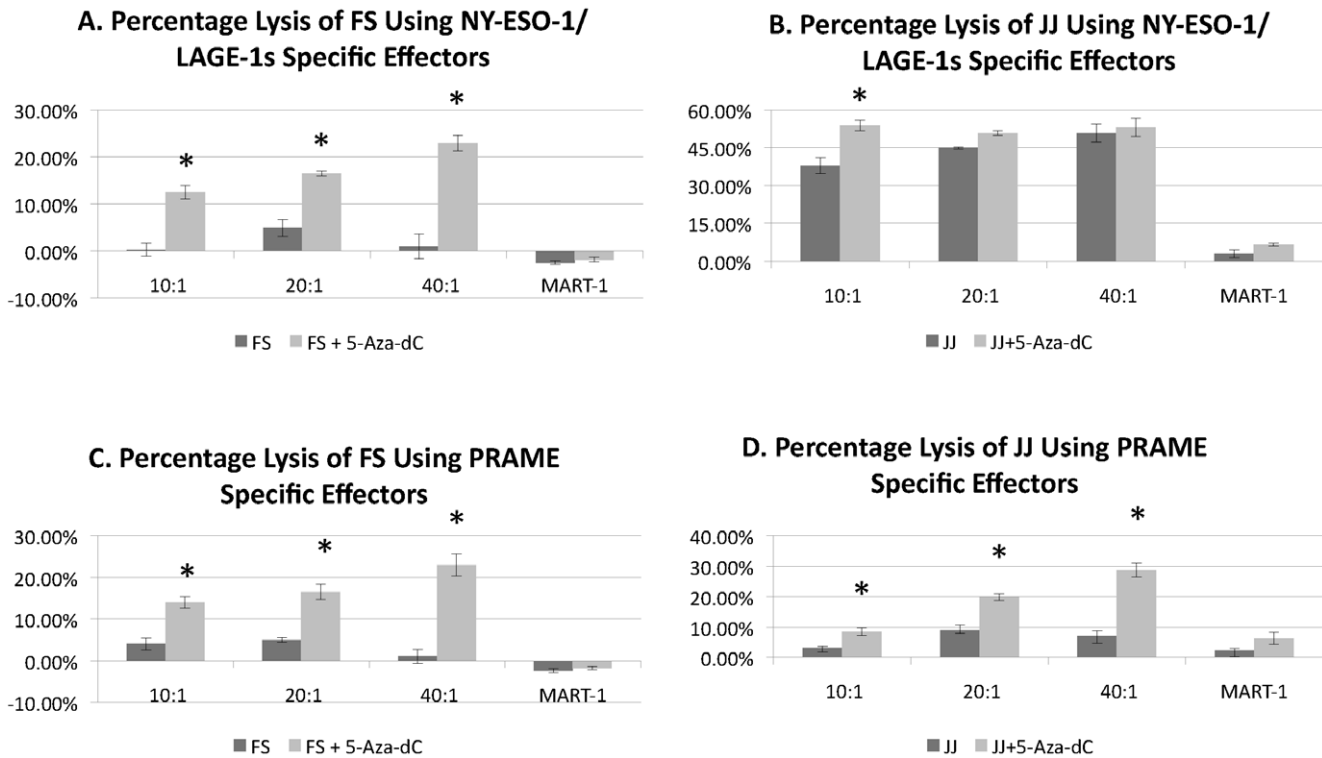 A. Percentage Lysis of FS Using NY-ESO-1/
LAGE-1s Specific Effectors
30.00%
20.00%
10.00%
0.00%
-10.00%
*
*
*
10:1
20:1
40:1
MART-1
FS
FS + 5-Aza-dC
B. Percentage Lysis of JJ Using NY-ESO-1/
LAGE-1s Specific Effectors
60.00%
45.00%
30.00%
15.00%
0.00%
*
10:1
20:1
40:1
MART-1
JJ
JJ+5-Aza-dC
C. Percentage Lysis of FS Using PRAME
Specific Effectors
30.00%
20.00%
10.00%
0.00%
-10.00%
*
*
*
10:1
20:1
40:1
MART-1
FS
FS + 5-Aza-dC
D. Percentage Lysis of JJ Using PRAME
Specific Effectors
40.00%
30.00%
20.00%
10.00%
0.00%
*
*
*
10:1
20:1
40:1
MART-1
JJ
JJ+5-Aza-dC